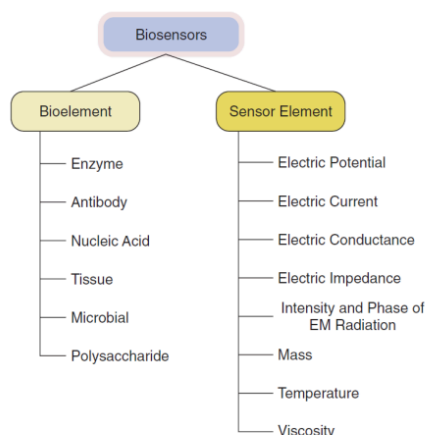 Biosensors
Bioelement
Enzyme
Antibody
Nucleic Acid
Tissue
Microbial
Polysaccharide
Sensor Element
Electric Potential
Electric Current
Electric Conductance
Electric Impedance
Intensity and Phase of
EM Radiation
Mass
Temperature
Viscosity